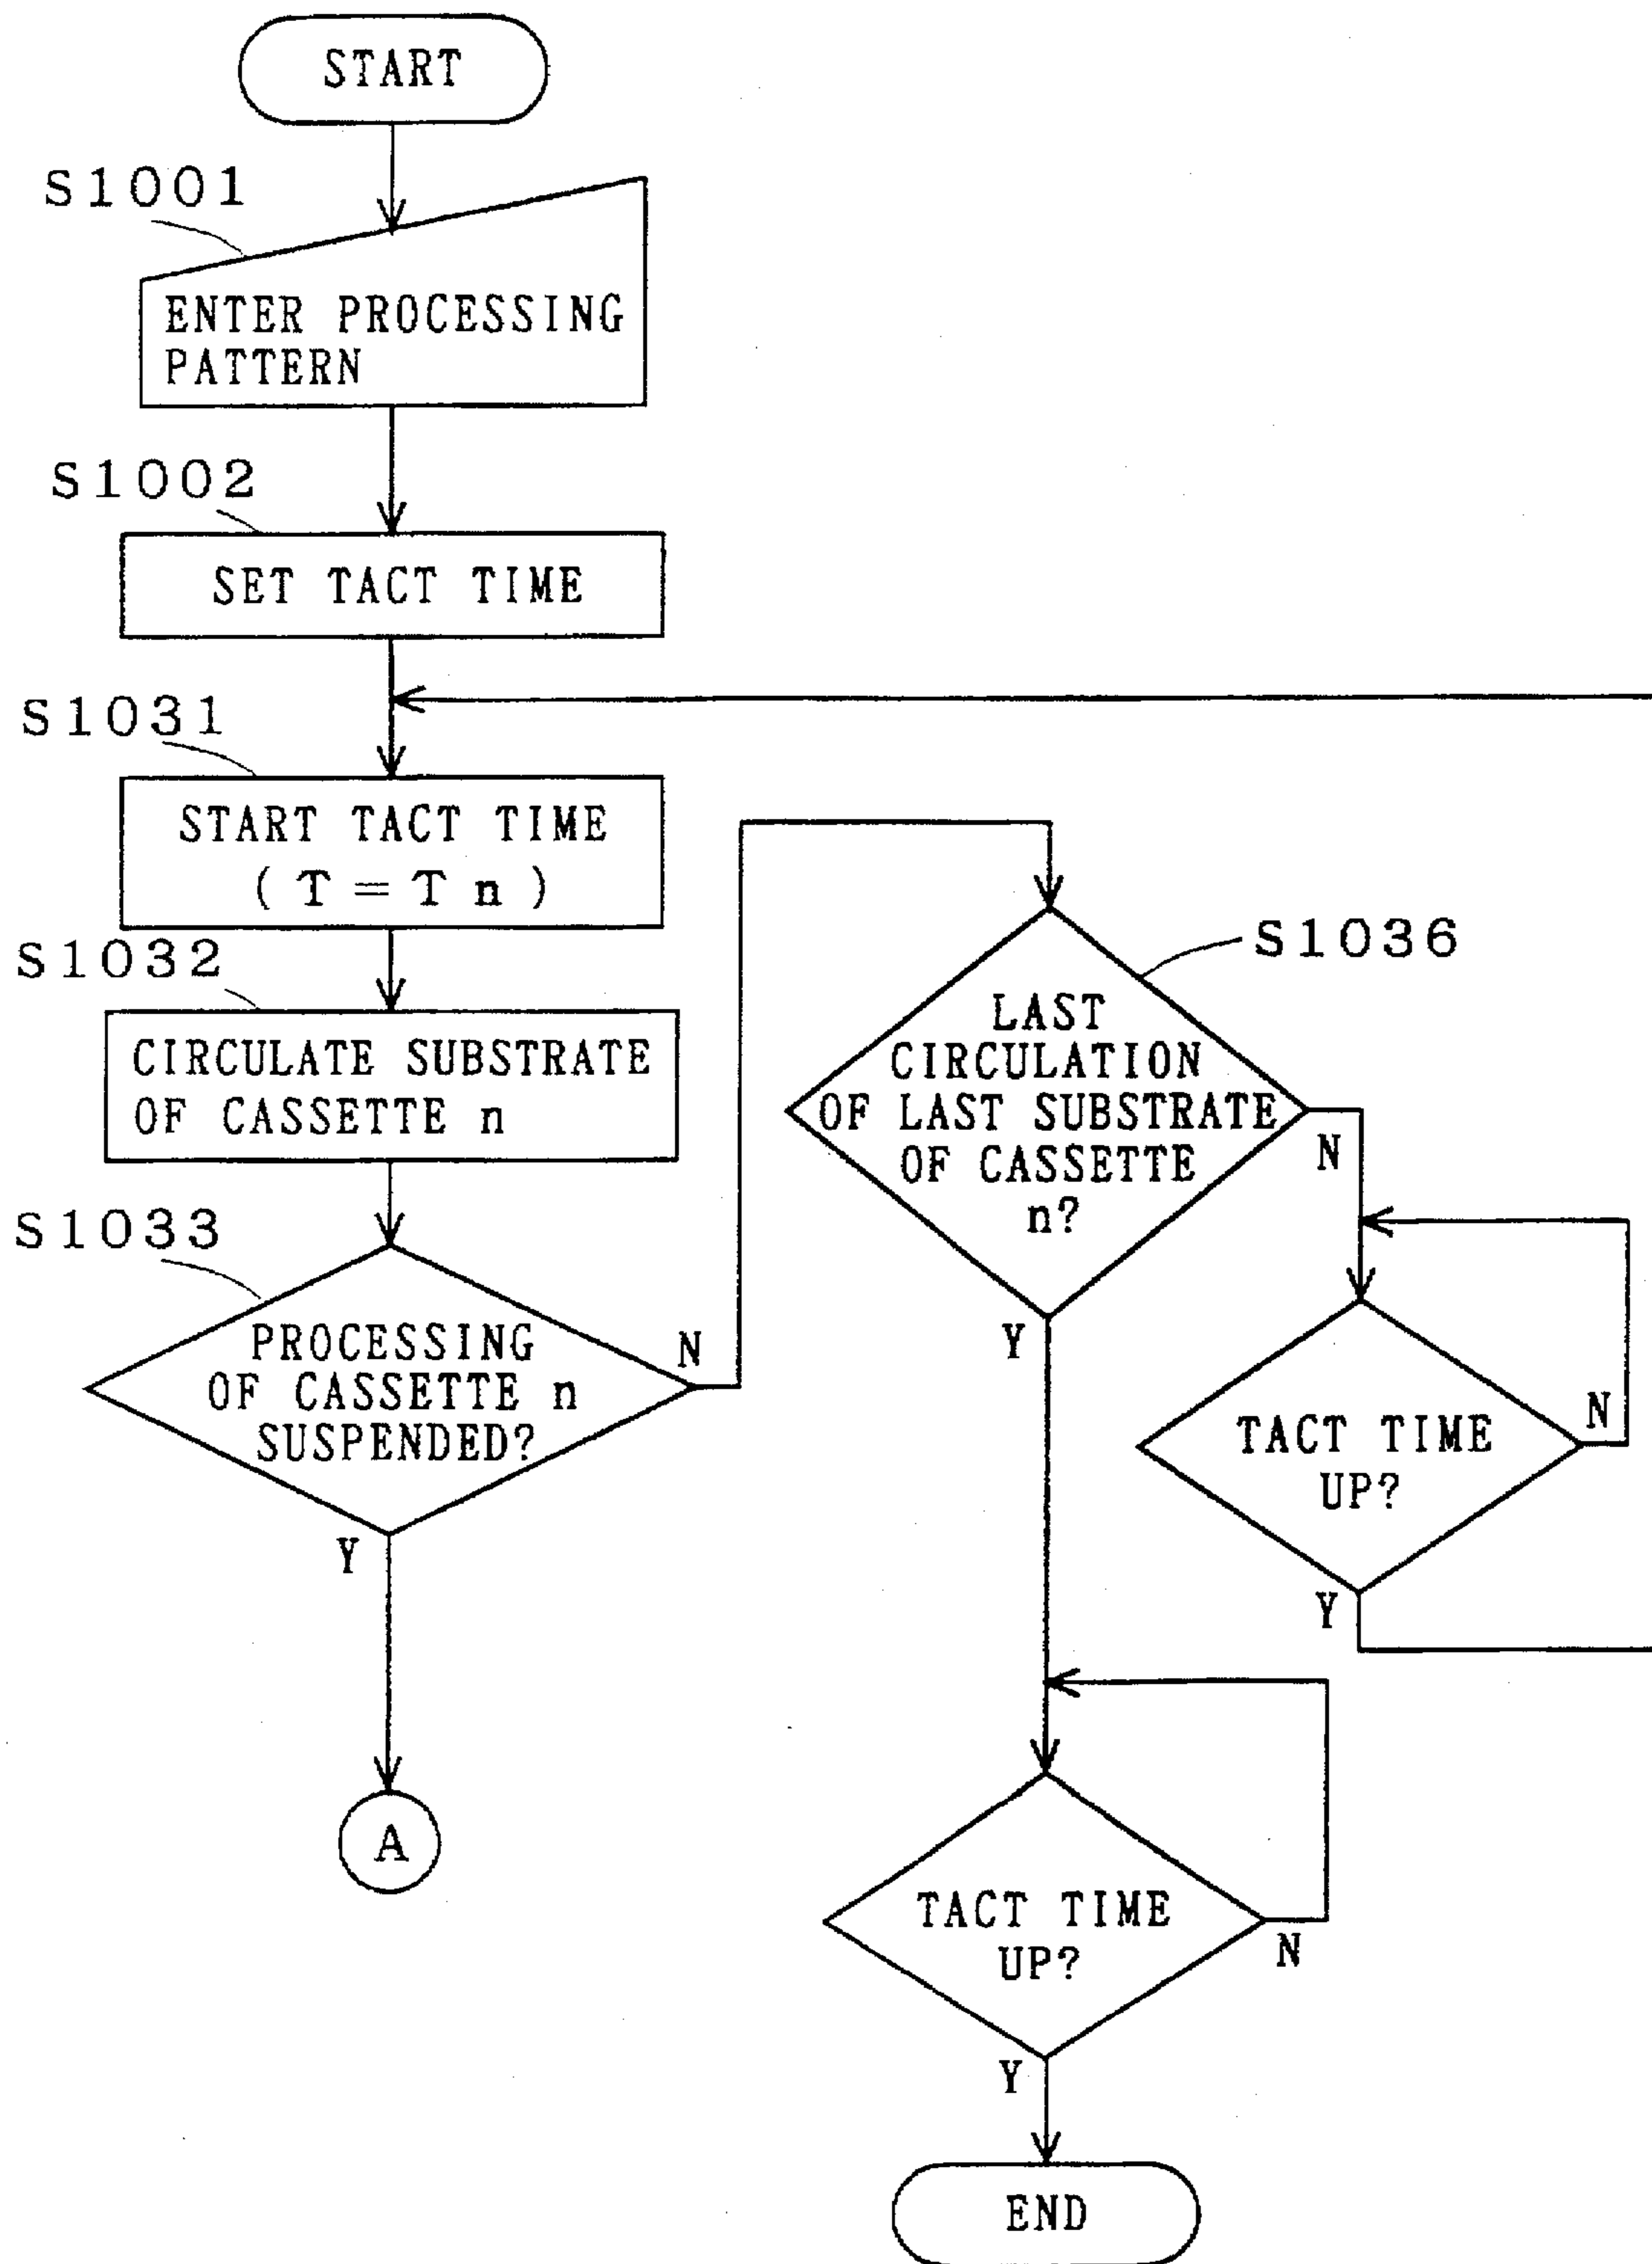 START
S1001
ENTER PROCESSING
PATTERN
S1002
SET TACT TIME
S1031
START TACT TIME
( T = T n )
S1032
CIRCULATE SUBSTRATE
OF CASSETTE n
S1033
PROCESSING
OF CASSETTE n
SUSPENDED?
N
Y
A
S1036
LAST
CIRCULATION
OF LAST SUBSTRATE
OF CASSETTE
n?
N
Y
TACT TIME
UP?
N
Y
TACT TIME
UP?
N
Y
END